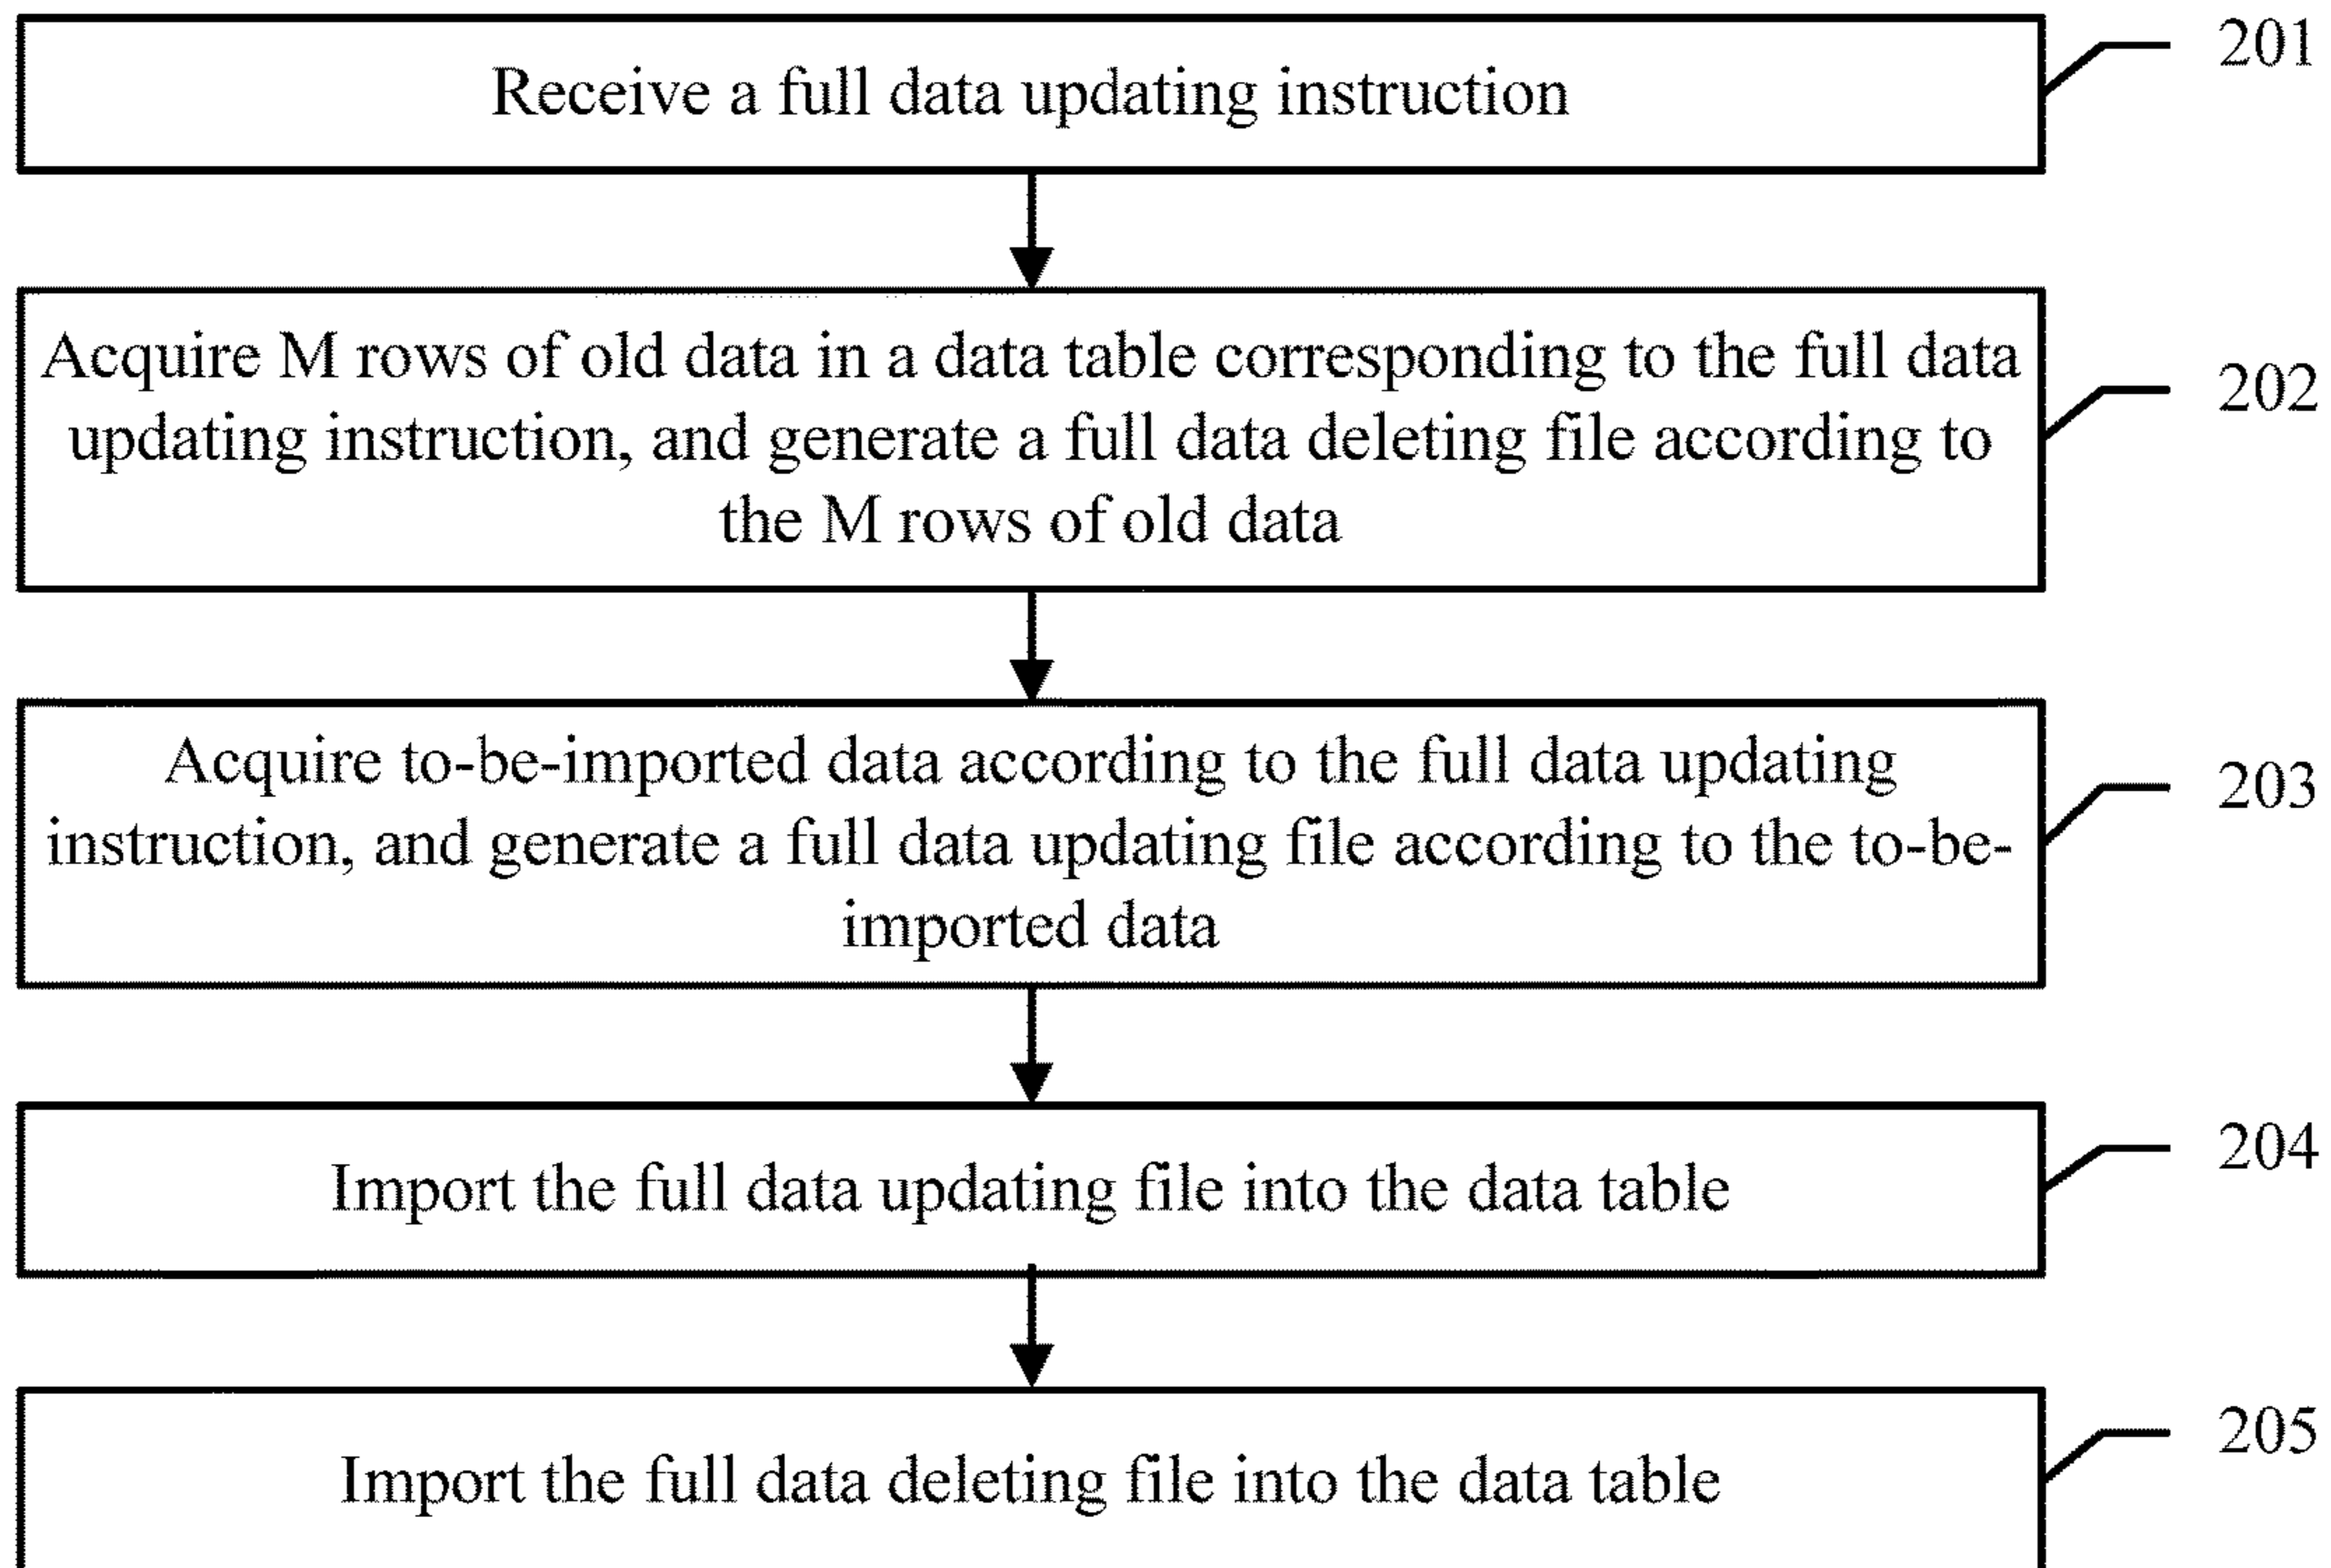 Receive a full data updating instruction
201
Acquire M rows of old data in a data table corresponding to the full data
updating instruction, and generate a full data deleting file according to
the M rows of old data
202
Acquire to-be-imported data according to the full data updating
instruction, and generate a full data updating file according to the to-be-
imported data
203
Import the full data updating file into the data table
204
Import the full data deleting file into the data table
205